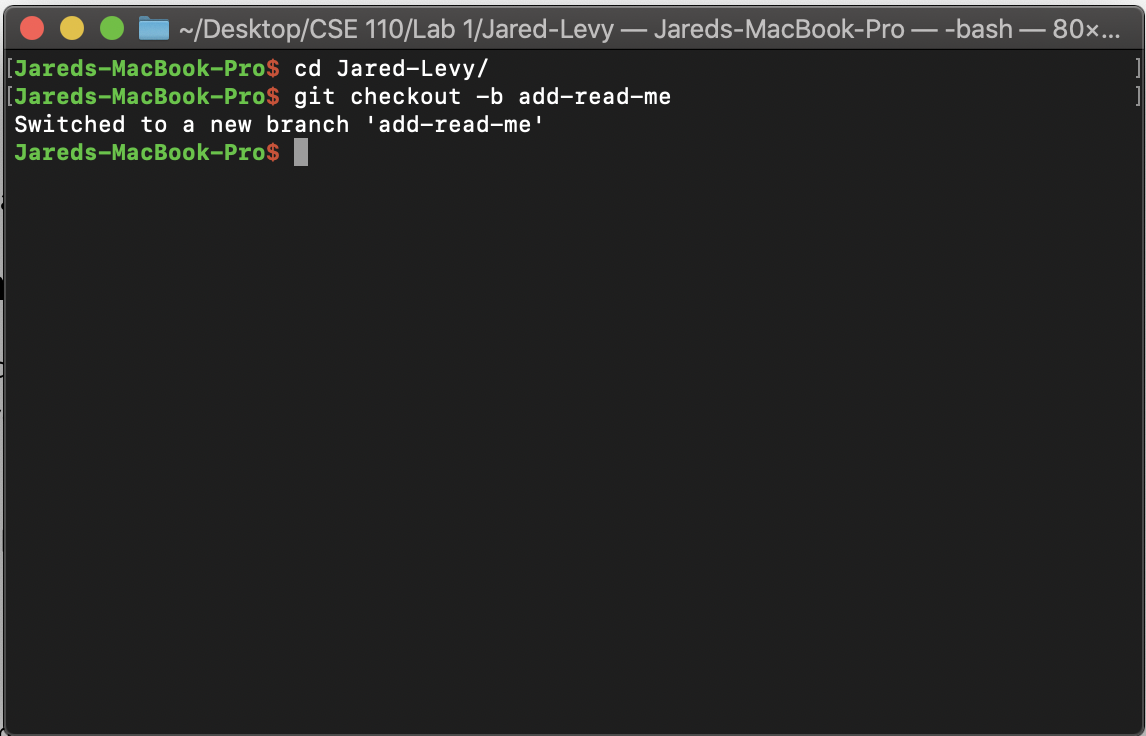 ~/Desktop/CSE 110/Lab 1/Jared-Levy — Jareds-MacBook-Pro — -bash — 80×...
[Jareds-MacBook-Pro$ cd Jared-Levy/ ]
[Jareds-MacBook-Pro$ git checkout -b add-read-me ]
Switched to a new branch 'add-read-me'
Jareds-MacBook-Pro$